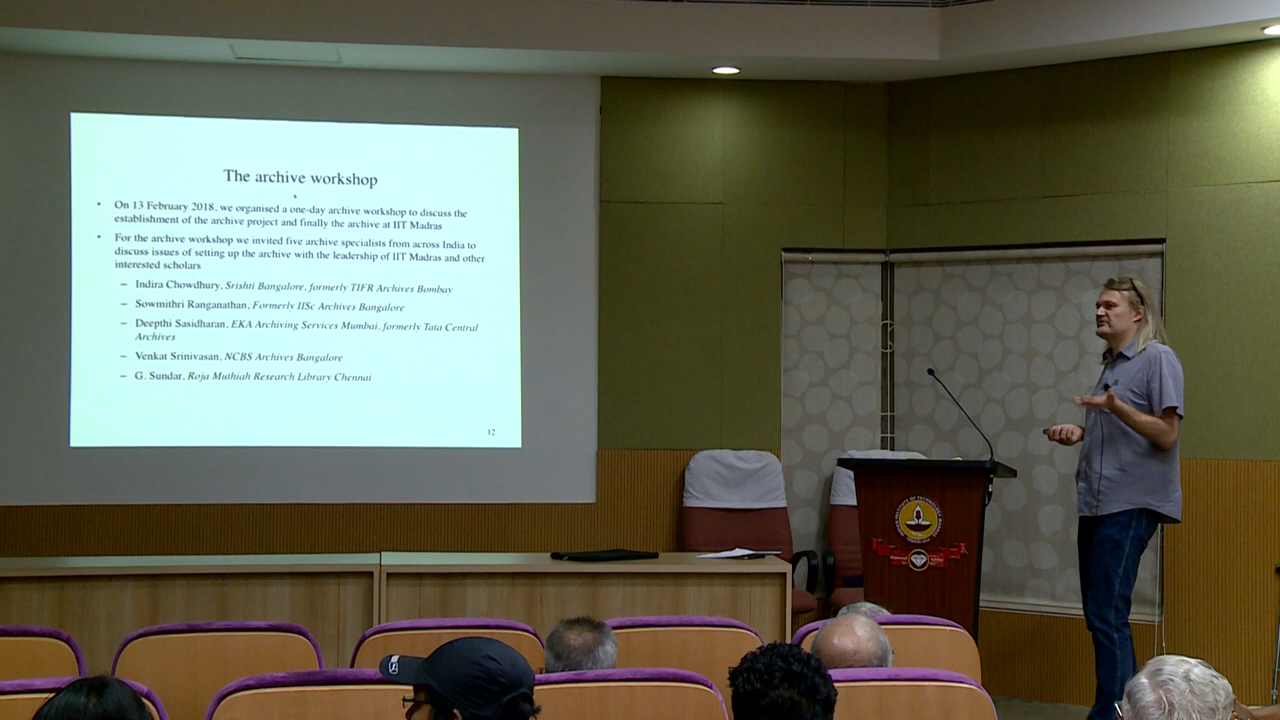 The archive workshop
• On 13 February 2018, we organised a one-day archive workshop to discuss the
establishment of the archive project and finally the archive at IIT Madras
• For the archive workshop we invited five archive specialists from across India to
discuss issues of setting up the archive with the leadership of IIT Madras and other
interested scholars
– Indira Chowdhury, Srishti Bangalore, formerly TIFR Archives Bombay
– Sowmithri Ranganathan, Formerly IISc Archives Bangalore
– Deepthi Sasidharan, EKA Archiving Services Mumbai, formerly Tata Central
Archives
– Venkat Srinivasan, NCBS Archives Bangalore
– G. Sundar, Roja Muthiah Research Library Chennai
12